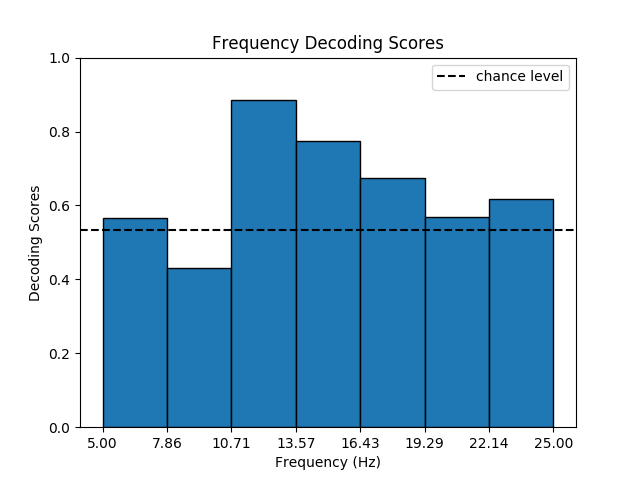 Frequency Decoding Scores
chance level
Decoding Scores
1.0
0.8
0.6
0.4
0.2
0.0
5.00 7.86 10.71 13.57 16.43 19.29 22.14 25.00
Frequency (Hz)